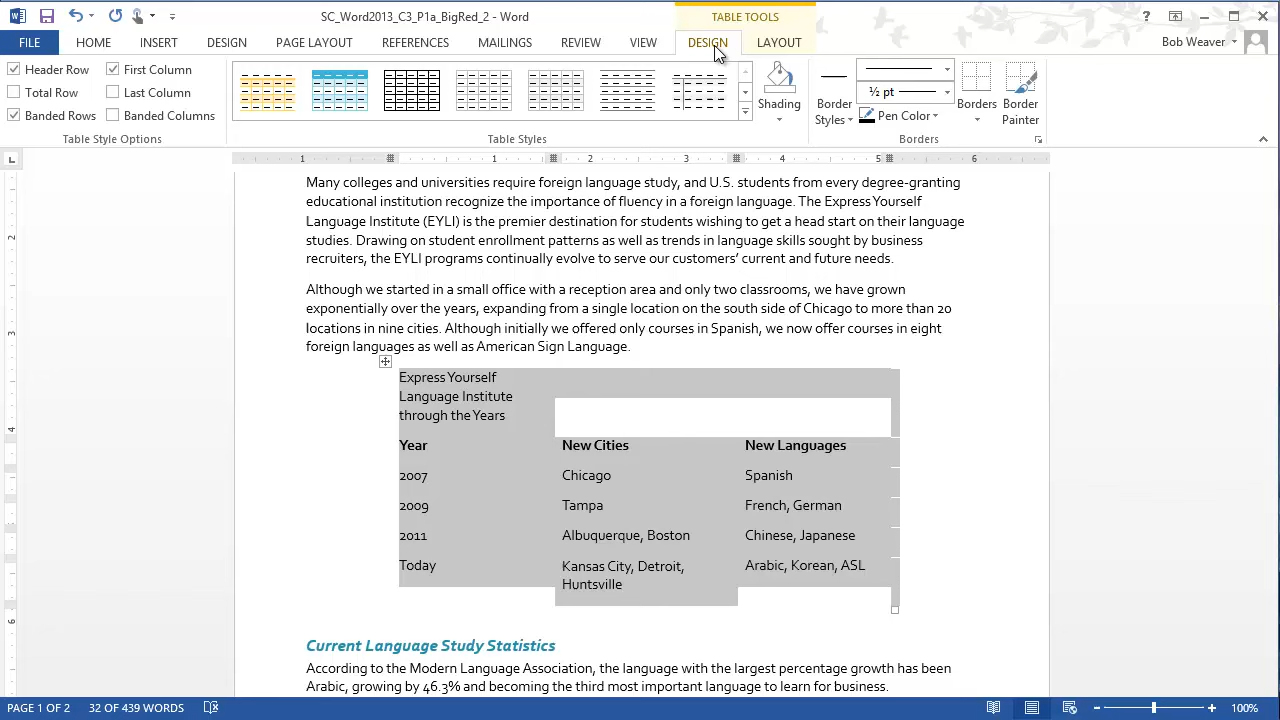 SC_Word2013_C3_P1a_BigRed_2 - Word
TABLE TOOLS
FILE HOME INSERT DESIGN PAGE LAYOUT REFERENCES MAILINGS REVIEW VIEW DESIGN LAYOUT Bob Weaver
Header Row First Column
Total Row Last Column
Banded Rows Banded Columns
Table Style Options
Table Styles
Shading
Border Styles
½ pt
Pen Color
Borders
Border Painter
Borders
1 1 2 3 4 5 6
2
3
4
6
Many colleges and universities require foreign language study, and U.S. students from every degree-granting
educational institution recognize the importance of fluency in a foreign language. The Express Yourself
Language Institute (EYLI) is the premier destination for students wishing to get a head start on their language
studies. Drawing on student enrollment patterns as well as trends in language skills sought by business
recruiters, the EYLI programs continually evolve to serve our customers’ current and future needs.
Although we started in a small office with a reception area and only two classrooms, we have grown
exponentially over the years, expanding from a single location on the south side of Chicago to more than 20
locations in nine cities. Although initially we offered only courses in Spanish, we now offer courses in eight
foreign languages as well as American Sign Language.
Express Yourself
Language Institute
through the Years
Year New Cities New Languages
2007 Chicago Spanish
2009 Tampa French, German
2011 Albuquerque, Boston Chinese, Japanese
Today Kansas City, Detroit, Arabic, Korean, ASL
Huntsville
Current Language Study Statistics
According to the Modern Language Association, the language with the largest percentage growth has been
Arabic, growing by 46.3% and becoming the third most important language to learn for business.
PAGE 1 OF 2 32 OF 439 WORDS 100%